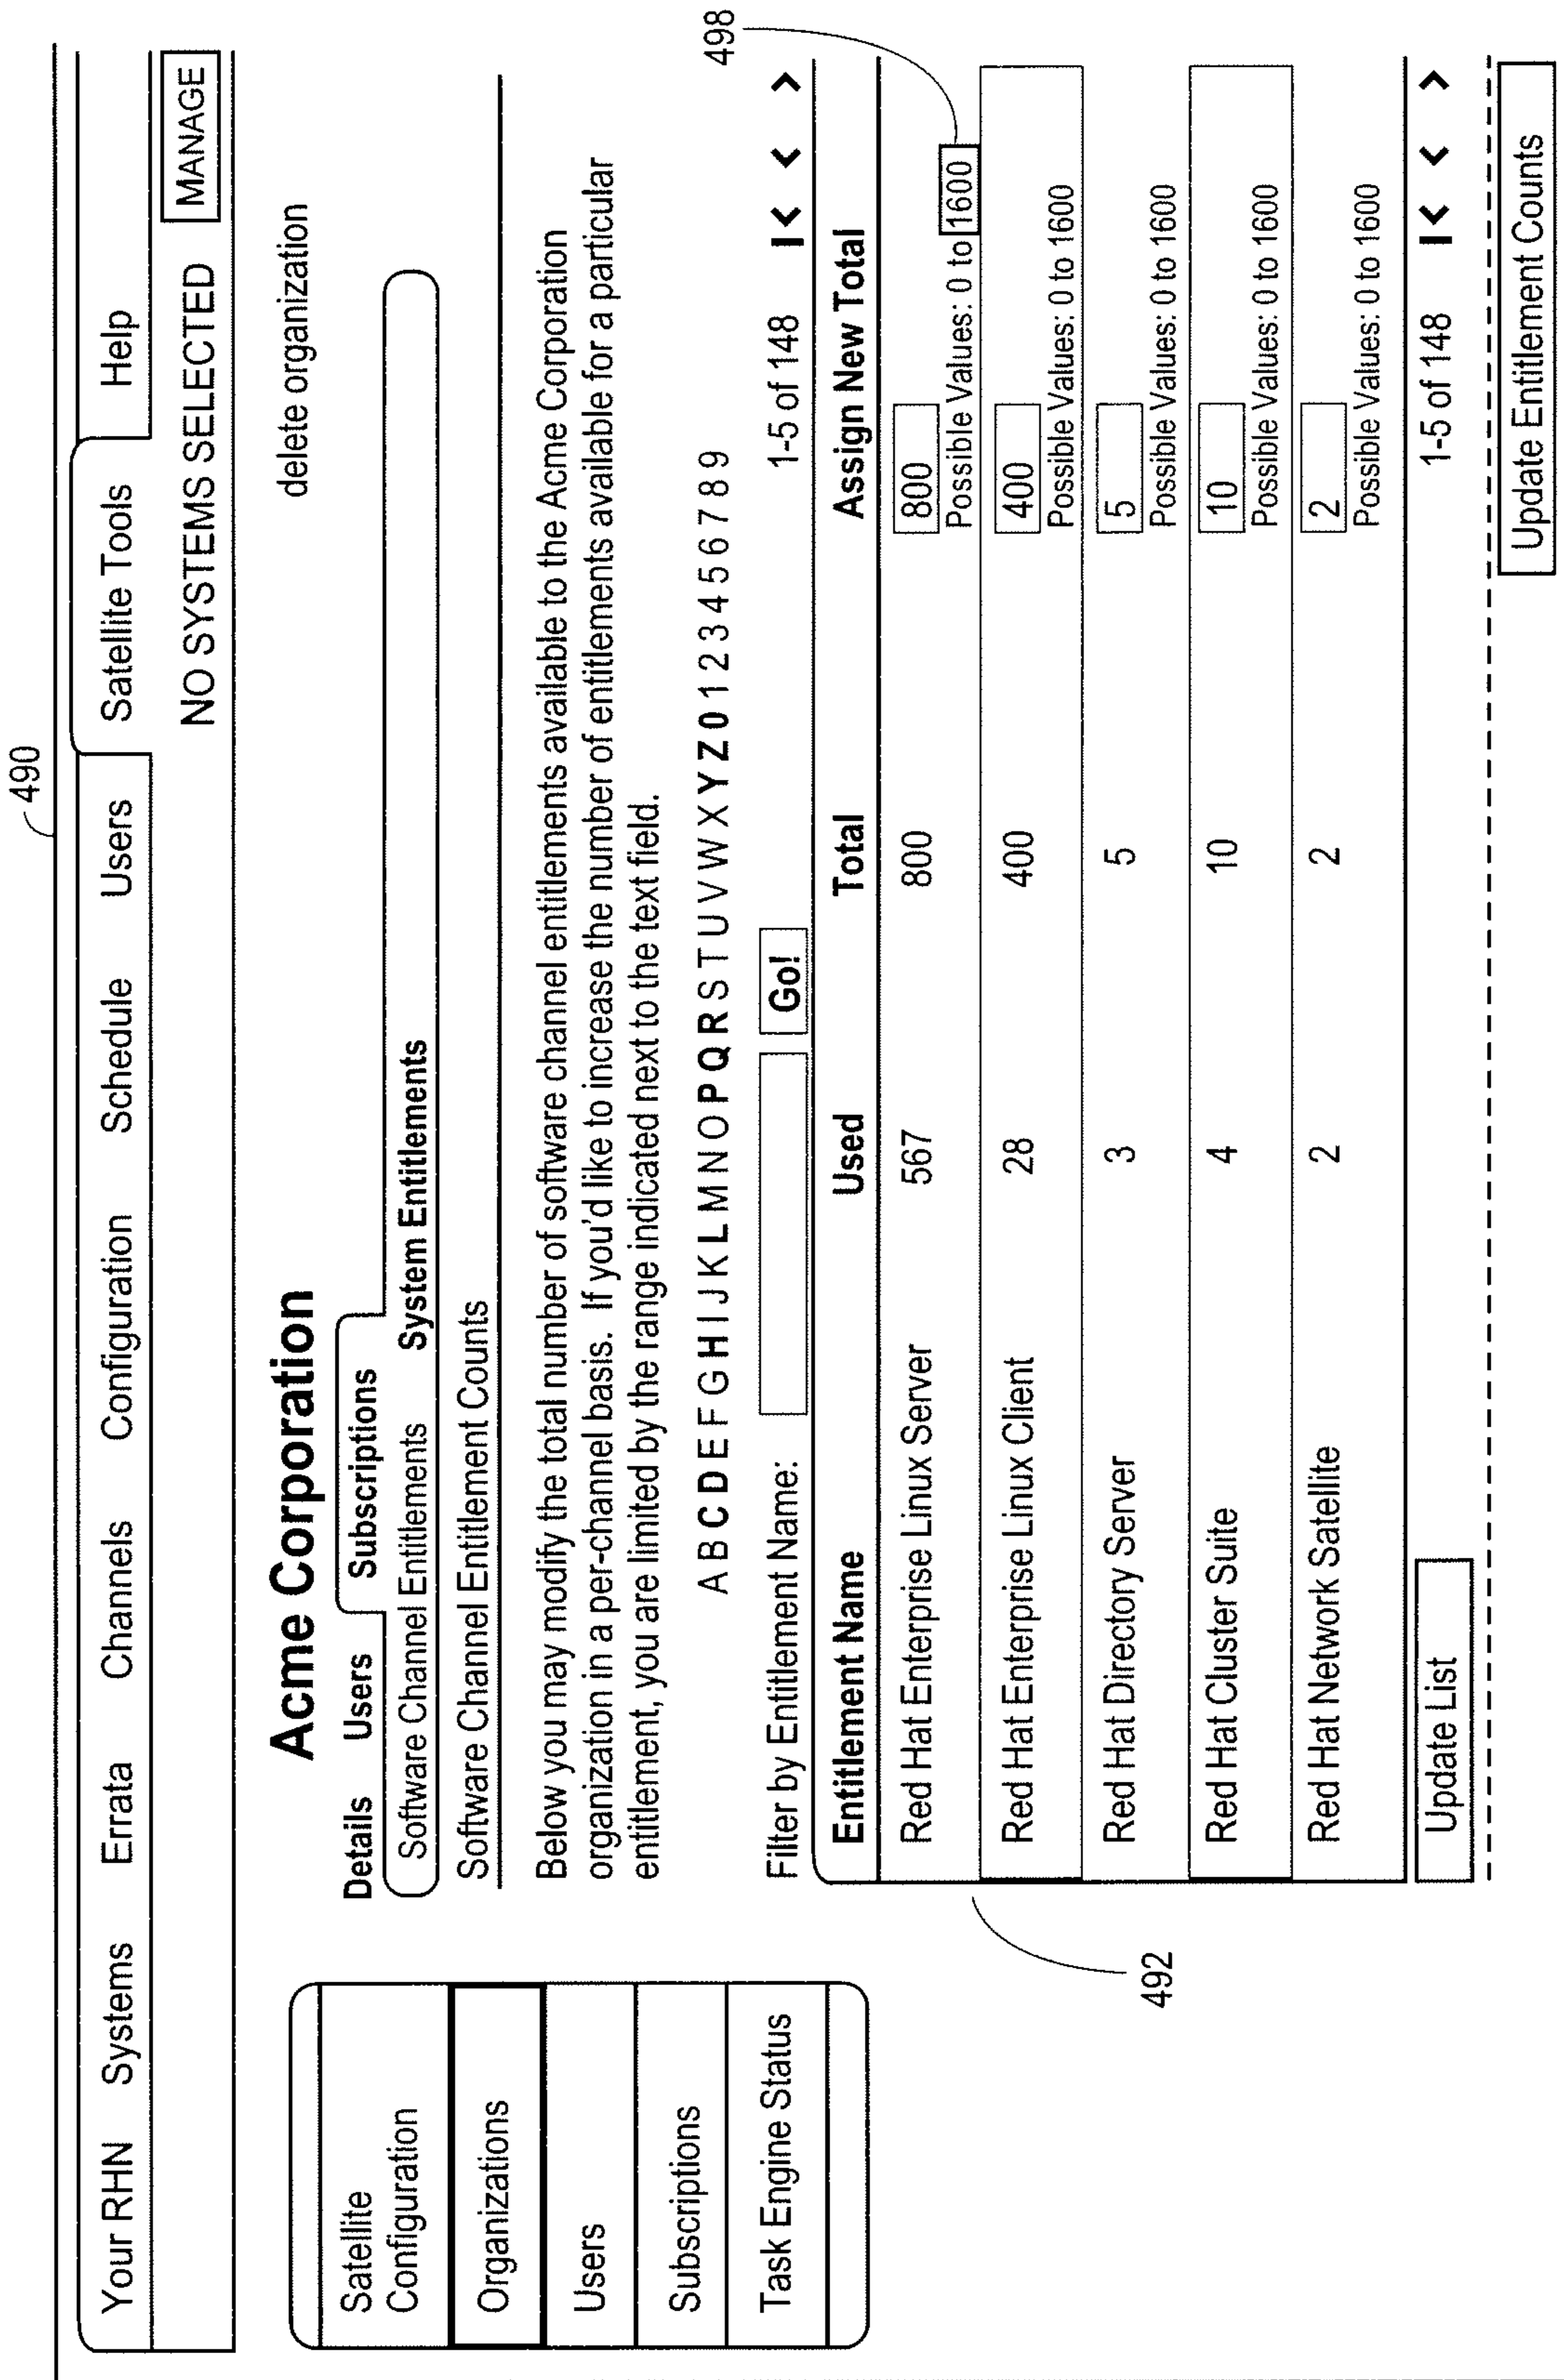 490
Your RHN Systems Errata Channels Configuration Schedule Users Satellite Tools Help
NO SYSTEMS SELECTED MANAGE
Satellite
Configuration
Organizations
Users
Subscriptions
Task Engine Status
Acme Corporation
delete organization
Details Users Subscriptions
Software Channel Entitlements System Entitlements
Software Channel Entitlement Counts
Below you may modify the total number of software channel entitlements available to the Acme Corporation
organization in a per-channel basis. If you'd like to increase the number of entitlements available for a particular
entitlement, you are limited by the range indicated next to the text field.
A B C D E F G H I J K L M N O P Q R S T U V W X Y Z 0 1 2 3 4 5 6 7 8 9
Filter by Entitlement Name: Go! 1-5 of 148 I< < >
498
Entitlement Name Used Total Assign New Total
Red Hat Enterprise Linux Server 567 800 800
Possible Values: 0 to 1600
Red Hat Enterprise Linux Client 28 400 400
Possible Values: 0 to 1600
Red Hat Directory Server 3 5 5
Possible Values: 0 to 1600
Red Hat Cluster Suite 4 10 10
Possible Values: 0 to 1600
Red Hat Network Satellite 2 2 2
Possible Values: 0 to 1600
492
Update List 1-5 of 148 I< < >
Update Entitlement Counts